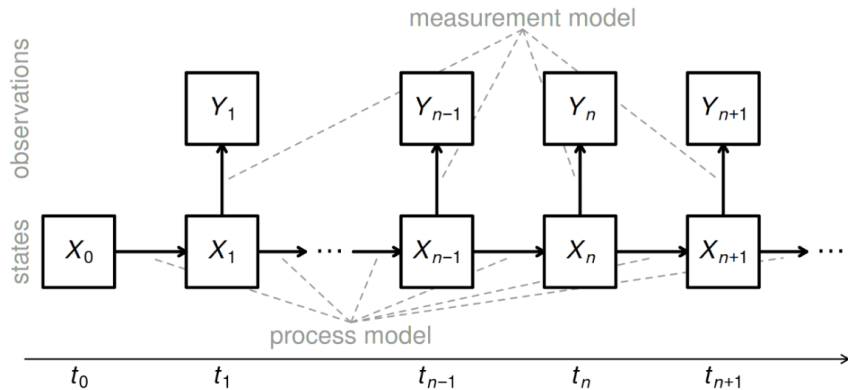 measurement model
observations
Y₁ Yₙ₋₁ Yₙ Yₙ₊₁
states
X₀ X₁ ... Xₙ₋₁ Xₙ Xₙ₊₁ ...
process model
t₀ t₁ tₙ₋₁ tₙ tₙ₊₁